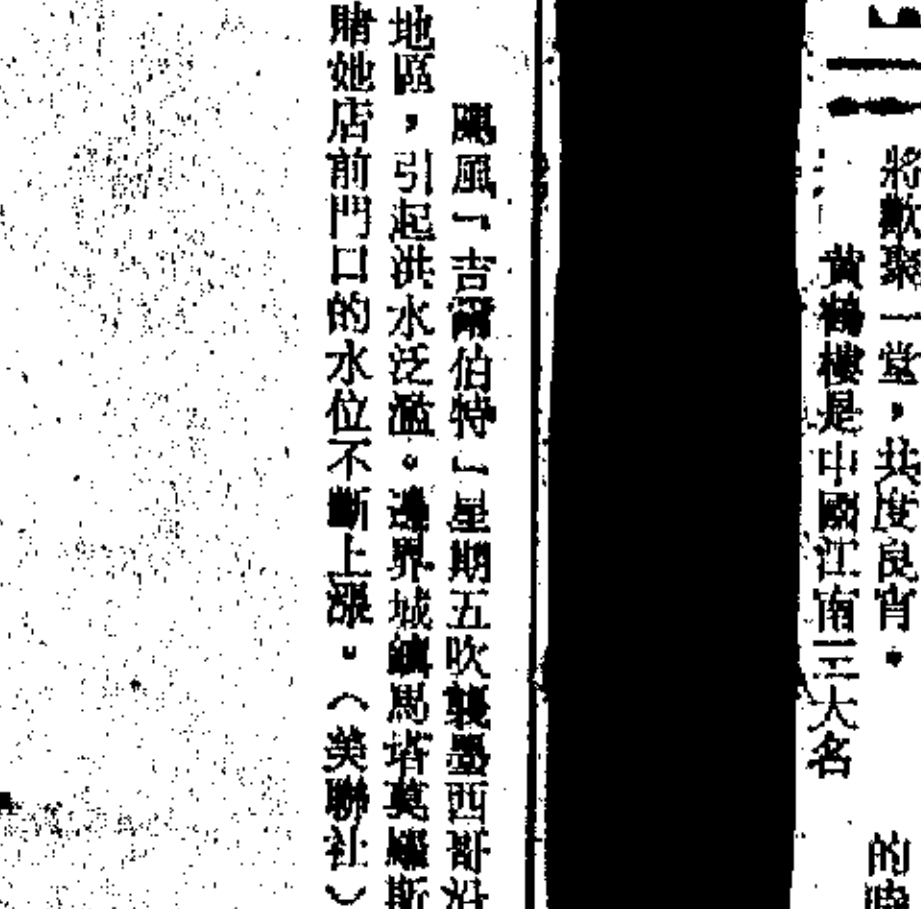 將歡聚一堂，共度良宵。
黃鶴樓是中國江南三大名
的
颶風「吉爾伯特」星期五吹襲墨西哥沿
地區，引起洪水泛濫。邊界城鎮馬塔莫羅斯
賭她店前門口的水位不斷上漲。（美聯社）